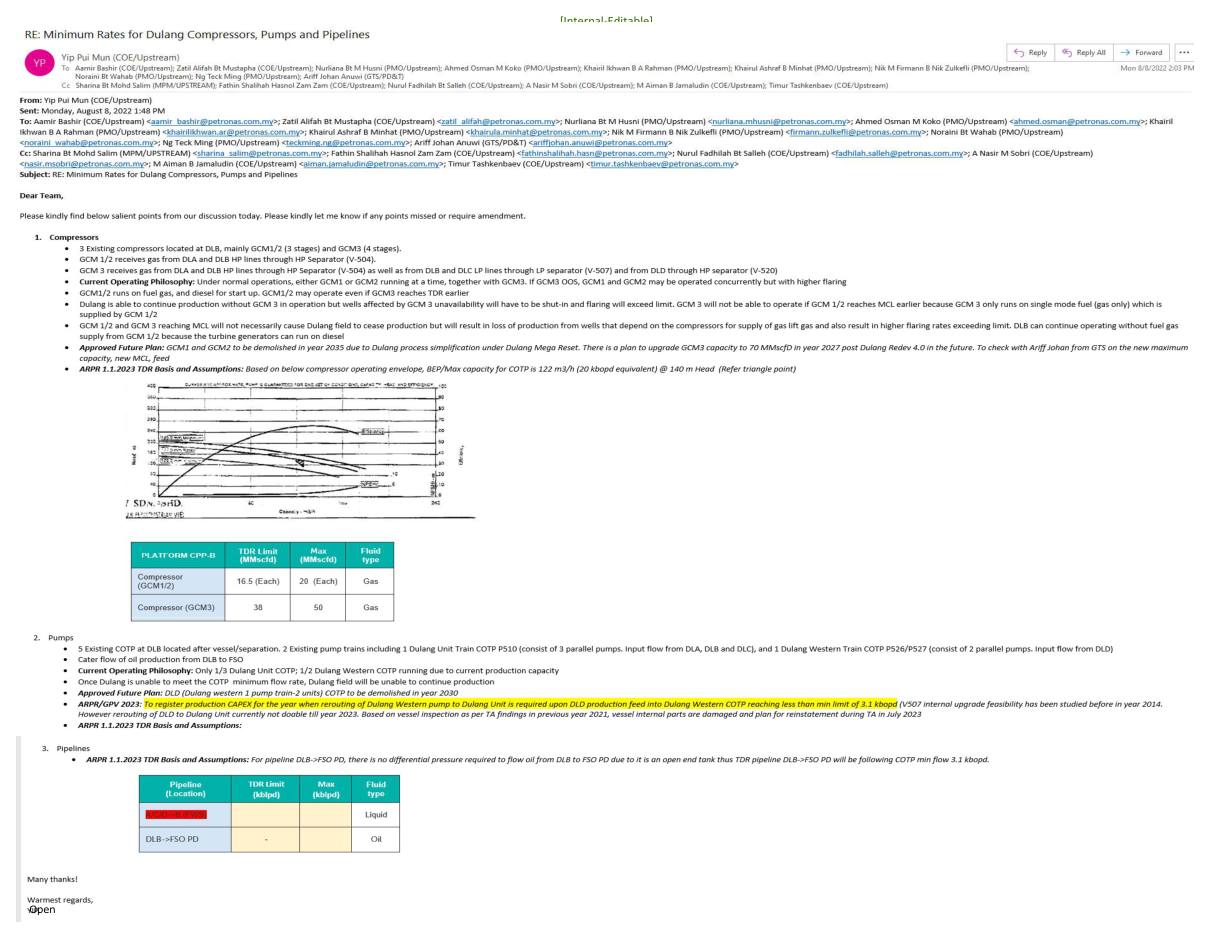 [Internal-Editable]
RE: Minimum Rates for Dulang Compressors, Pumps and Pipelines
YP
Yip Pui Mun (COE/Upstream)
To Aamir Bashir (COE/Upstream); Zatil Alifah Bt Mustapha (COE/Upstream); Nurliana Bt M Husni (PMO/Upstream); Ahmed Osman M Koko (PMO/Upstream); Khairil Ikhwan B A Rahman (PMO/Upstream); Khairul Ashraf B Minhat (PMO/Upstream); Nik M Firmann B Nik Zulkefli (PMO/Upstream);
Noraini Bt Wahab (PMO/Upstream); Ng Teck Ming (PMO/Upstream); Ariff Johan Anuwi (GTS/PD&T)
Cc Sharina Bt Mohd Salim (MPM/UPSTREAM); Fathin Shalihah Hasnol Zam Zam (COE/Upstream); Nurul Fadhilah Bt Salleh (COE/Upstream); A Nasir M Sobri (COE/Upstream); M Aiman B Jamaludin (COE/Upstream); Timur Tashkenbaev (COE/Upstream)
Reply
Reply All
Forward
...
Mon 8/8/2022 2:03 PM
From: Yip Pui Mun (COE/Upstream)
Sent: Monday, August 8, 2022 1:48 PM
To: Aamir Bashir (COE/Upstream) <aamir_bashir@petronas.com.my>; Zatil Alifah Bt Mustapha (COE/Upstream) <zatil_alifah@petronas.com.my>; Nurliana Bt M Husni (PMO/Upstream) <nurliana.mhusni@petronas.com.my>; Ahmed Osman M Koko (PMO/Upstream) <ahmed.osman@petronas.com.my>; Khairil
Ikhwan B A Rahman (PMO/Upstream) <khairilikhwan.ar@petronas.com.my>; Khairul Ashraf B Minhat (PMO/Upstream) <khairula.minhat@petronas.com.my>; Nik M Firmann B Nik Zulkefli (PMO/Upstream) <firmann.zulkefli@petronas.com.my>; Noraini Bt Wahab (PMO/Upstream)
<noraini_wahab@petronas.com.my>; Ng Teck Ming (PMO/Upstream) <teckming.ng@petronas.com.my>; Ariff Johan Anuwi (GTS/PD&T) <ariffjohan.anuwi@petronas.com.my>
Cc: Sharina Bt Mohd Salim (MPM/UPSTREAM) <sharina_salim@petronas.com.my>; Fathin Shalihah Hasnol Zam Zam (COE/Upstream) <fathinshalihah.hasn@petronas.com.my>; Nurul Fadhilah Bt Salleh (COE/Upstream) <fadhilah.salleh@petronas.com.my>; A Nasir M Sobri (COE/Upstream)
<nasir.msobri@petronas.com.my>; M Aiman B Jamaludin (COE/Upstream) <aiman.jamaludin@petronas.com.my>; Timur Tashkenbaev (COE/Upstream) <timur.tashkenbaev@petronas.com.my>
Subject: RE: Minimum Rates for Dulang Compressors, Pumps and Pipelines
Dear Team,
Please kindly find below salient points from our discussion today. Please kindly let me know if any points missed or require amendment.
1. Compressors
• 3 Existing compressors located at DLB, mainly GCM1/2 (3 stages) and GCM3 (4 stages).
• GCM 1/2 receives gas from DLA and DLB HP lines through HP Separator (V-504).
• GCM 3 receives gas from DLA and DLB HP lines through HP Separator (V-504) as well as from DLB and DLC LP lines through LP separator (V-507) and from DLD through HP separator (V-520)
• Current Operating Philosophy: Under normal operations, either GCM1 or GCM2 running at a time, together with GCM3. If GCM3 OOS, GCM1 and GCM2 may be operated concurrently but with higher flaring
• GCM1/2 runs on fuel gas, and diesel for start up. GCM1/2 may operate even if GCM3 reaches TDR earlier
• Dulang is able to continue production without GCM 3 in operation but wells affected by GCM 3 unavailability will have to be shut-in and flaring will exceed limit. GCM 3 will not be able to operate if GCM 1/2 reaches MCL earlier because GCM 3 only runs on single mode fuel (gas only) which is
supplied by GCM 1/2
• GCM 1/2 and GCM 3 reaching MCL will not necessarily cause Dulang field to cease production but will result in loss of production from wells that depend on the compressors for supply of gas lift gas and also result in higher flaring rates exceeding limit. DLB can continue operating without fuel gas
supply from GCM 1/2 because the turbine generators can run on diesel
• Approved Future Plan: GCM1 and GCM2 to be demolished in year 2035 due to Dulang process simplification under Dulang Mega Reset. There is a plan to upgrade GCM3 capacity to 70 MMscfD in year 2027 post Dulang Redev 4.0 in the future. To check with Ariff Johan from GTS on the new maximum
capacity, new MCL, feed
• ARPR 1.1.2023 TDR Basis and Assumptions: Based on below compressor operating envelope, BEP/Max capacity for COTP is 122 m3/h (20 kbopd equivalent) @ 140 m Head (Refer triangle point)
Capacity - M3/H
PLATFORM CPP-B TDR Limit (MMscfd) Max (MMscfd) Fluid type
Compressor (GCM1/2) 16.5 (Each) 20 (Each) Gas
Compressor (GCM3) 38 50 Gas
2. Pumps
• 5 Existing COTP at DLB located after vessel/separation. 2 Existing pump trains including 1 Dulang Unit Train COTP P510 (consist of 3 parallel pumps. Input flow from DLA, DLB and DLC), and 1 Dulang Western Train COTP P526/P527 (consist of 2 parallel pumps. Input flow from DLD)
• Cater flow of oil production from DLB to FSO
• Current Operating Philosophy: Only 1/3 Dulang Unit COTP; 1/2 Dulang Western COTP running due to current production capacity
• Once Dulang is unable to meet the COTP minimum flow rate, Dulang field will be unable to continue production
• Approved Future Plan: DLD (Dulang western 1 pump train-2 units) COTP to be demolished in year 2030
• ARPR/GPV 2023: To register production CAPEX for the year when rerouting of Dulang Western pump to Dulang Unit is required upon DLD production feed into Dulang Western COTP reaching less than min limit of 3.1 kbopd (V507 internal upgrade feasibility has been studied before in year 2014.
However rerouting of DLD to Dulang Unit currently not doable till year 2023. Based on vessel inspection as per TA findings in previous year 2021, vessel internal parts are damaged and plan for reinstatement during TA in July 2023
• ARPR 1.1.2023 TDR Basis and Assumptions:
3. Pipelines
• ARPR 1.1.2023 TDR Basis and Assumptions: For pipeline DLB->FSO PD, there is no differential pressure required to flow oil from DLB to FSO PD due to it is an open end tank thus TDR pipeline DLB->FSO PD will be following COTP min flow 3.1 kbopd.
Pipeline (Location) TDR Limit (kblpd) Max (kblpd) Fluid type
Liquid
DLB->FSO PD - Oil
Many thanks!
Warmest regards,
Open